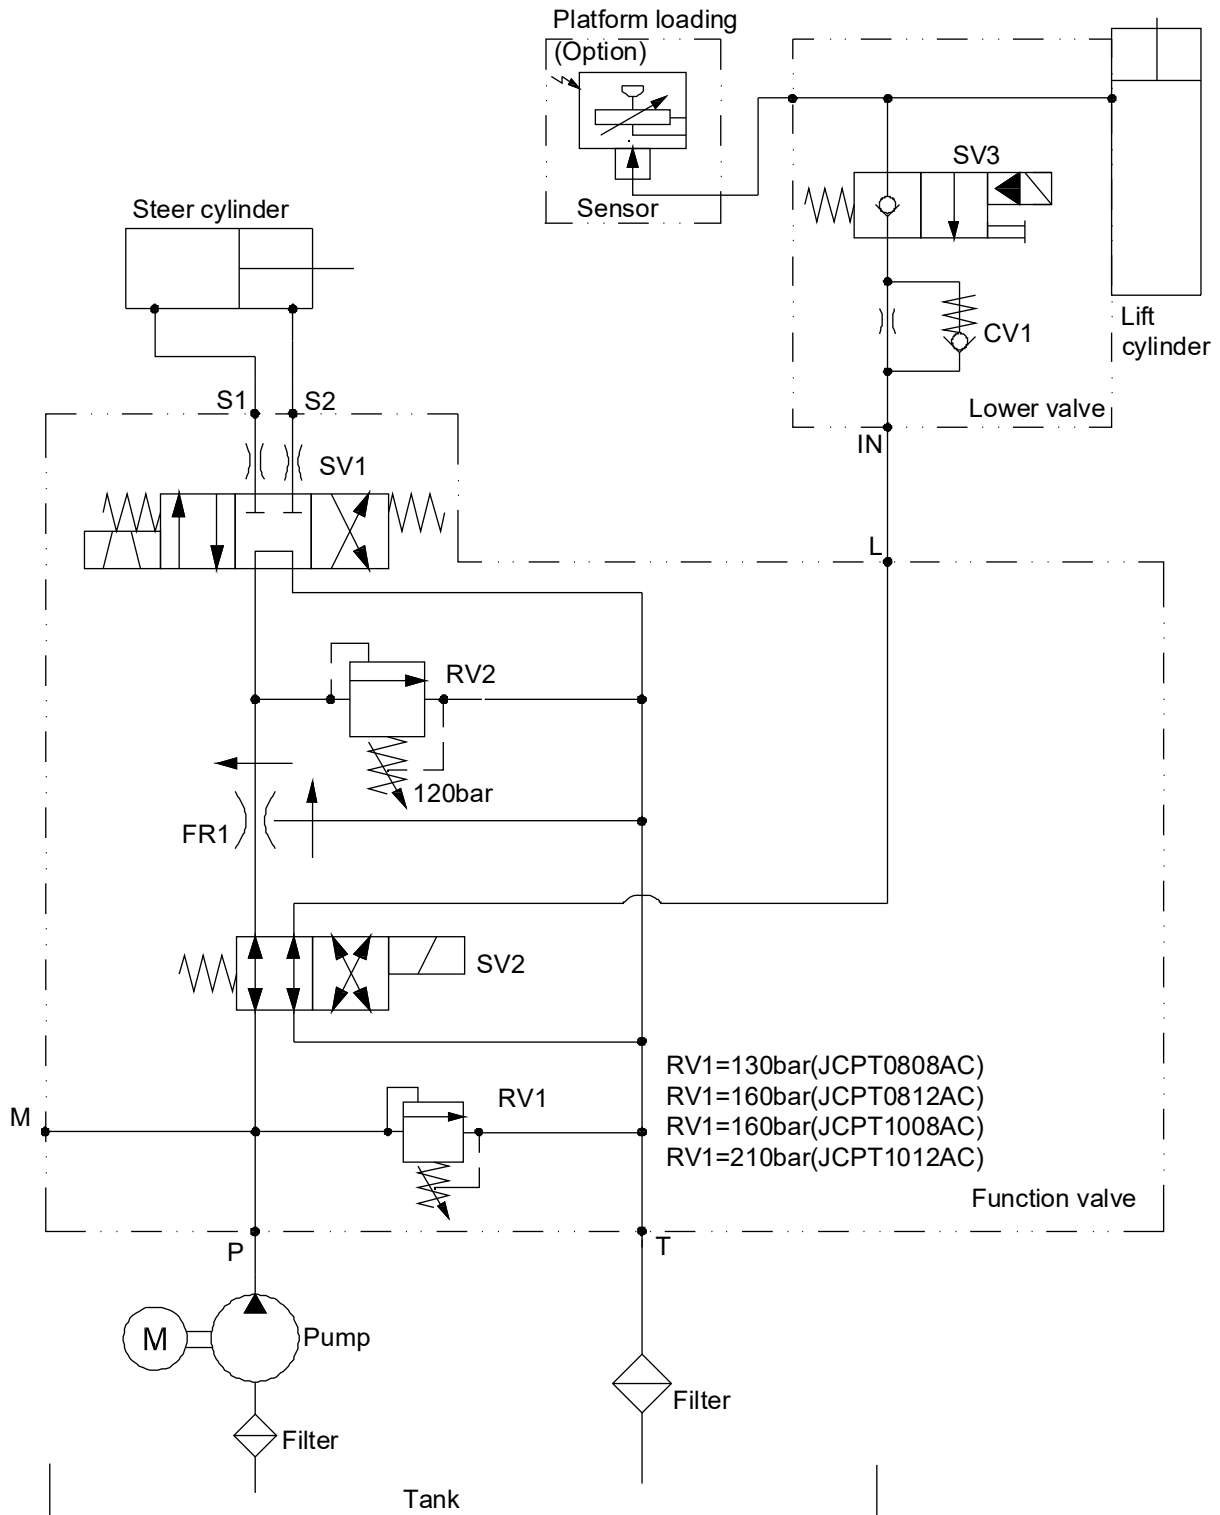 Platform loading
(Option)
SV3
Sensor
Steer cylinder
Lift
cylinder
CV1
Lower valve
S1
S2
IN
SV1
L
RV2
120bar
FR1
SV2
RV1=130bar(JCPT0808AC)
RV1
RV1=160bar(JCPT0812AC)
M
RV1=160bar(JCPT1008AC)
RV1=210bar(JCPT1012AC)
Function valve
P
T
M
Pump
Filter
Filter
Tank